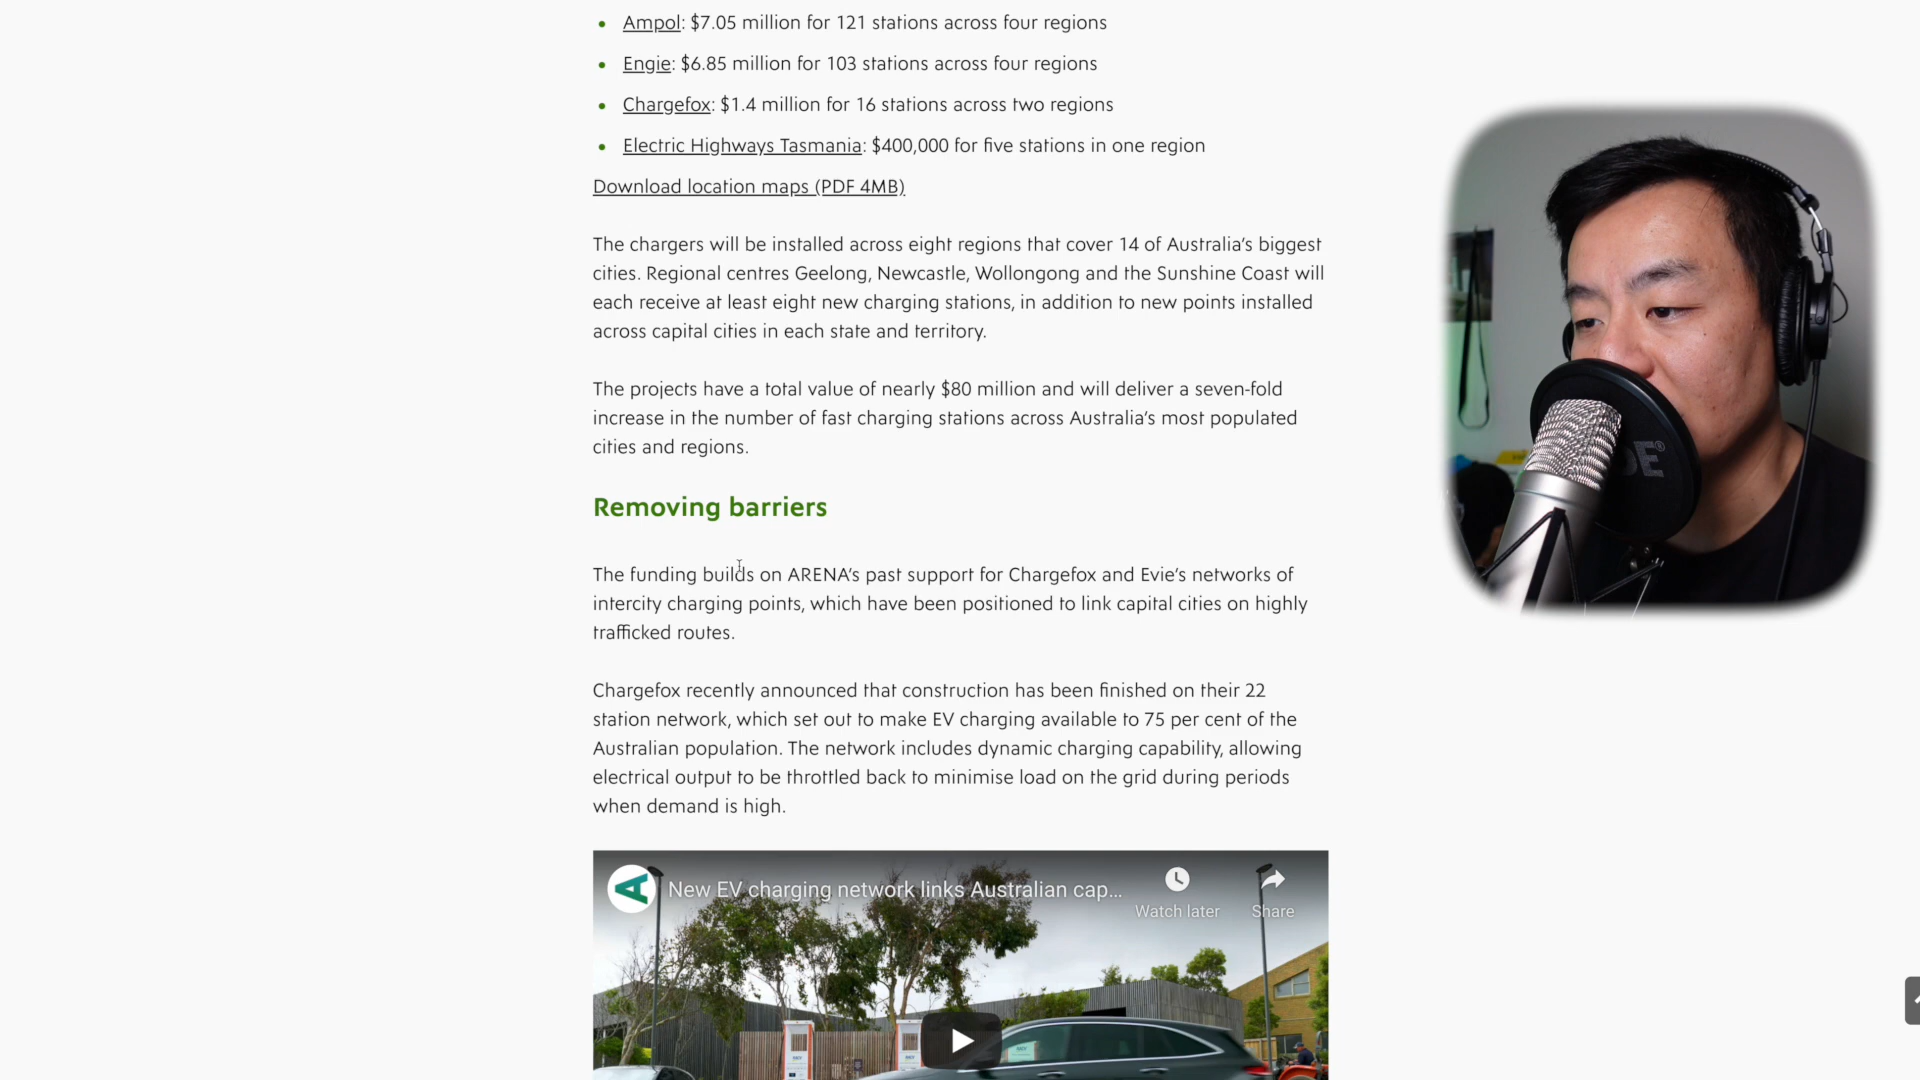 Ampol: $7.05 million for 121 stations across four regions
Engie: $6.85 million for 103 stations across four regions
Chargefox: $1.4 million for 16 stations across two regions
Electric Highways Tasmania: $400,000 for five stations in one region
Download location maps (PDF 4MB)
The chargers will be installed across eight regions that cover 14 of Australia's biggest
cities. Regional centres Geelong, Newcastle, Wollongong and the Sunshine Coast will
each receive at least eight new charging stations, in addition to new points installed
across capital cities in each state and territory.
The projects have a total value of nearly $80 million and will deliver a seven-fold
increase in the number of fast charging stations across Australia's most populated
cities and regions.
Removing barriers
The funding builds on ARENA's past support for Chargefox and Evie's networks of
intercity charging points, which have been positioned to link capital cities on highly
trafficked routes.
Chargefox recently announced that construction has been finished on their 22
station network, which set out to make EV charging available to 75 per cent of the
Australian population. The network includes dynamic charging capability, allowing
electrical output to be throttled back to minimise load on the grid during periods
when demand is high.
New EV charging network links Australian cap...
Watch later
Share